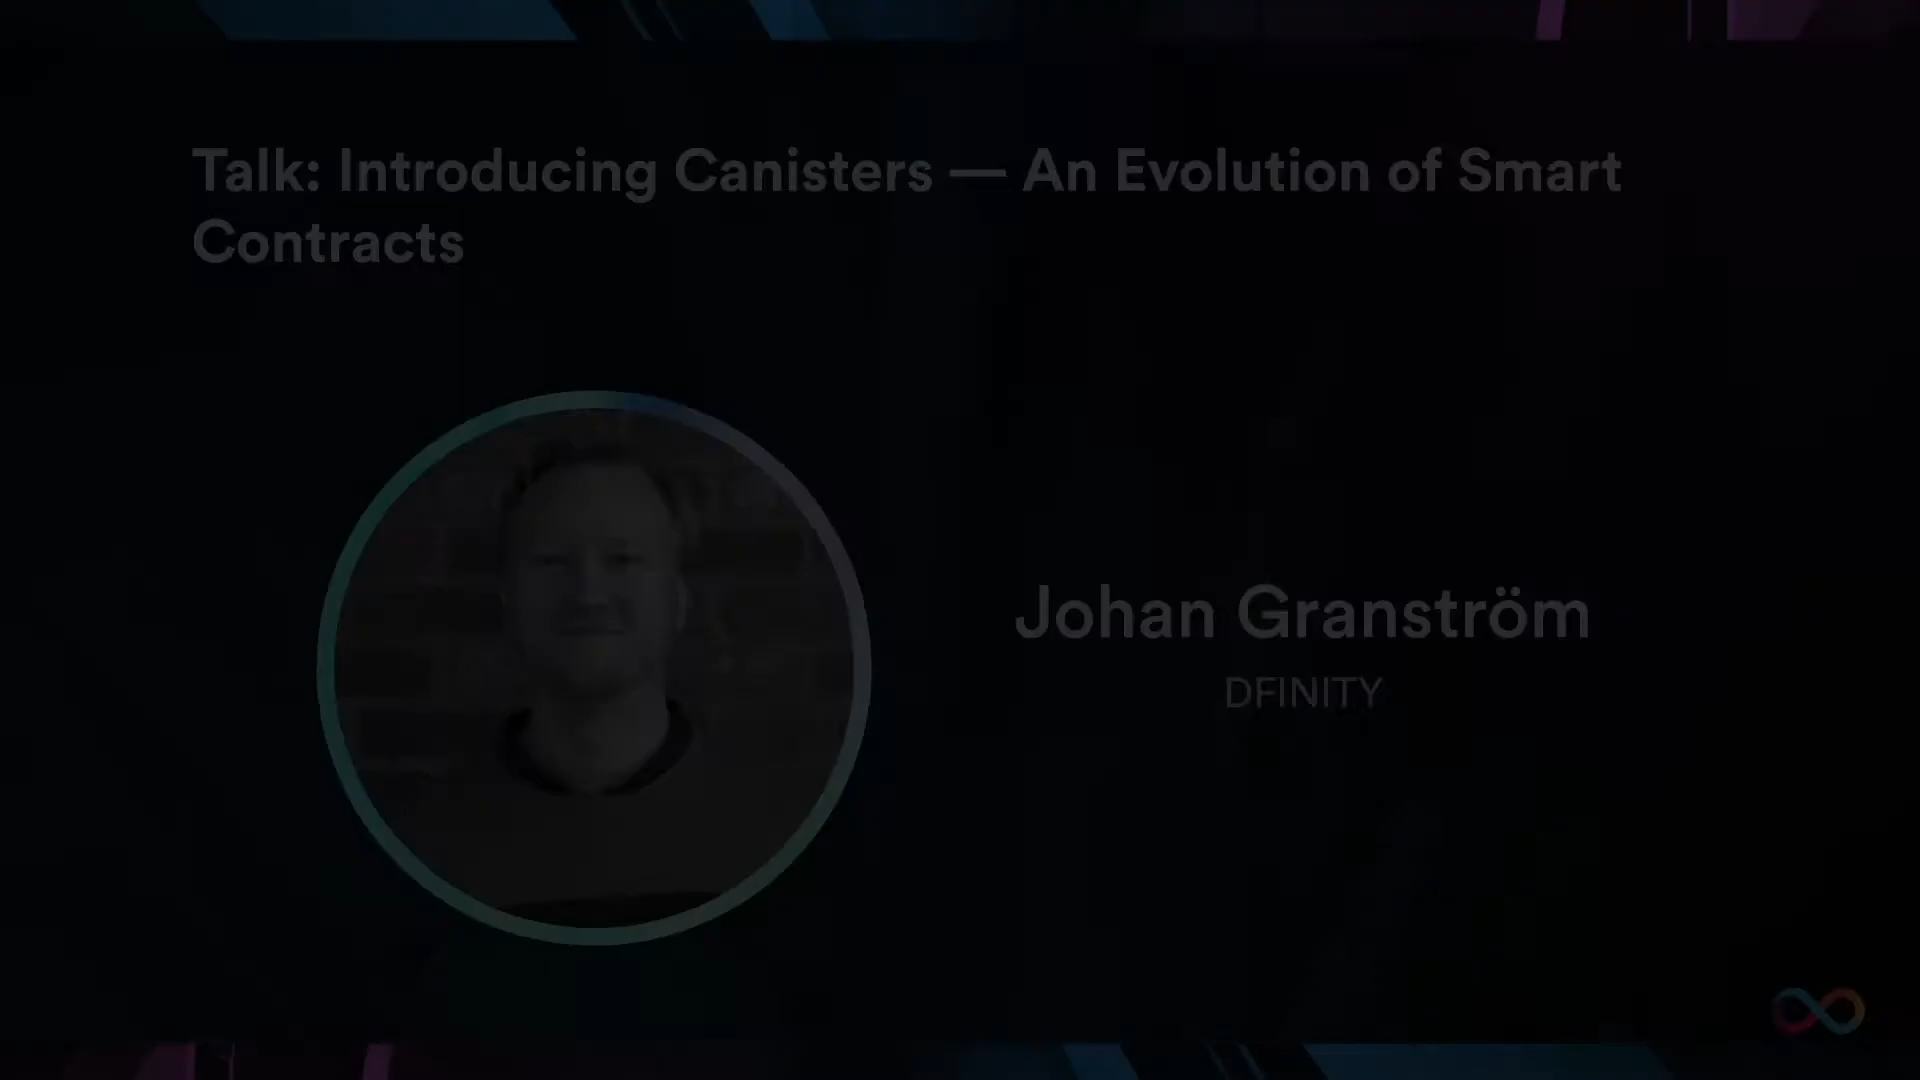 Talk: Introducing Canisters — An Evolution of Smart
Contracts
Johan Granström
DFINITY